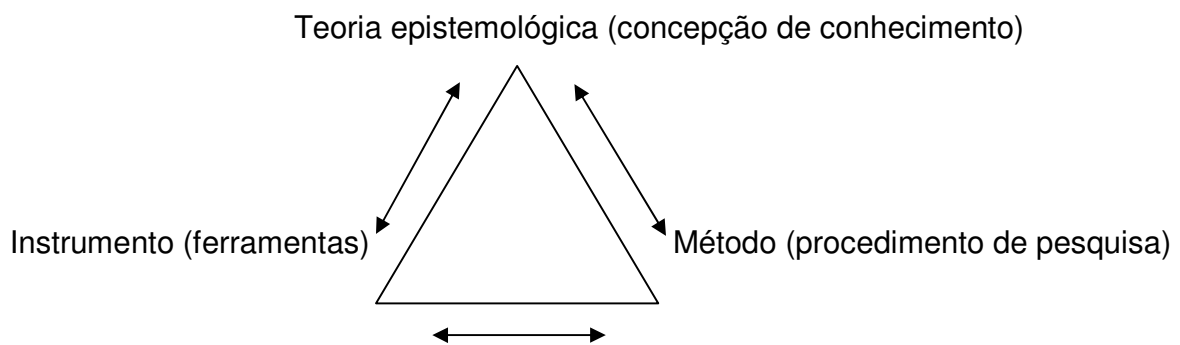 Teoria epistemológica (concepção de conhecimento)
Instrumento (ferramentas)
Método (procedimento de pesquisa)